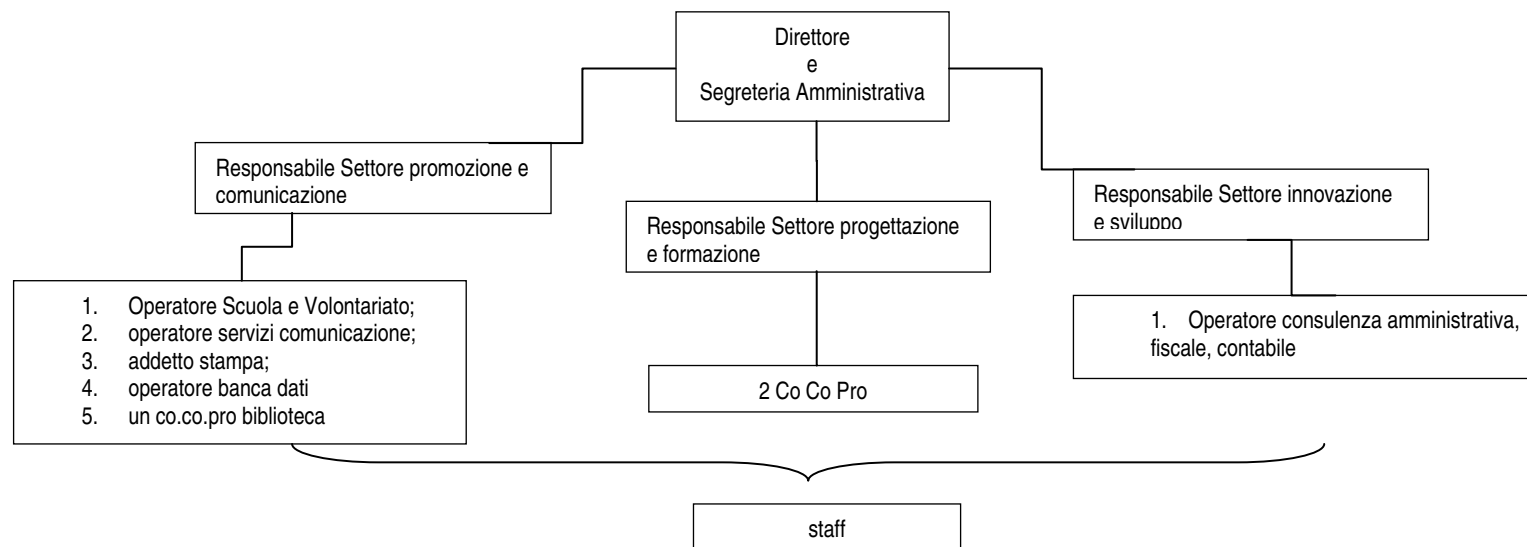 Direttore
e
Segreteria Amministrativa
Responsabile Settore promozione e
comunicazione
Responsabile Settore progettazione
e formazione
Responsabile Settore innovazione
e sviluppo
1. Operatore Scuola e Volontariato;
2. operatore servizi comunicazione;
3. addetto stampa;
4. operatore banca dati
5. un co.co.pro biblioteca
2 Co Co Pro
1. Operatore consulenza amministrativa,
fiscale, contabile
staff